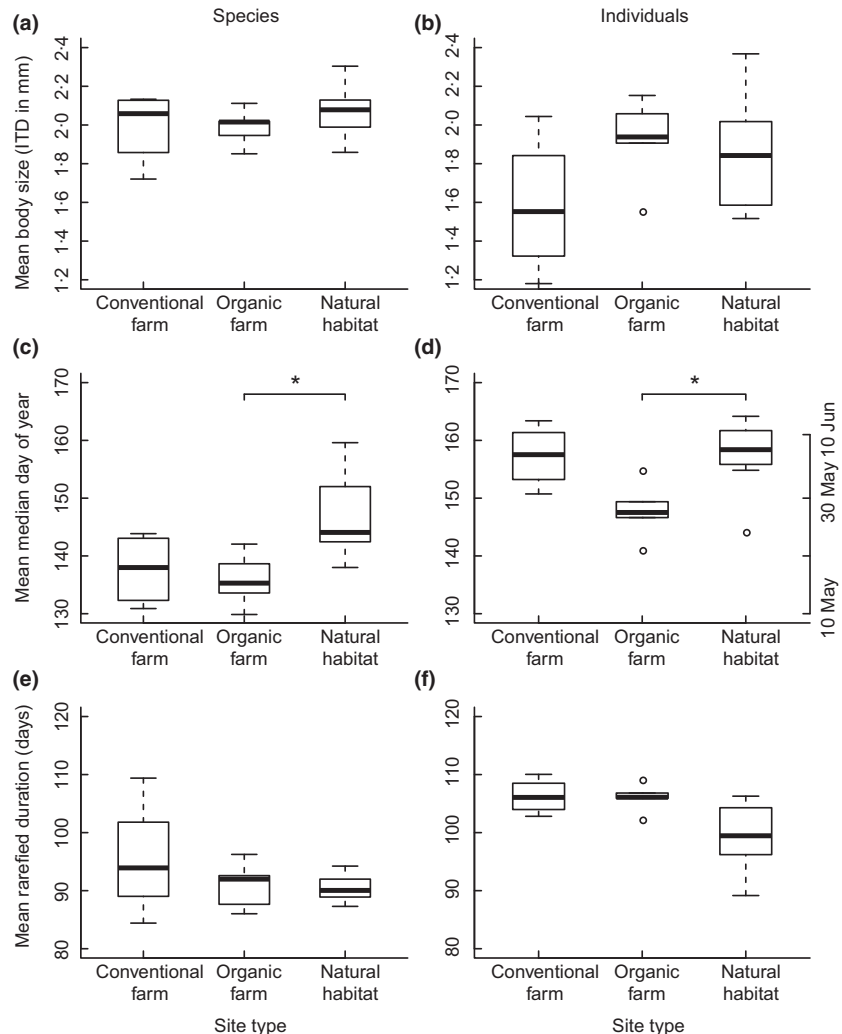 Species
Individuals
(a)
Mean body size (ITD in mm)
2·4
2·2
2·0
1·8
1·6
1·4
1·2
Conventional farm
Organic farm
Natural habitat
(b)
2·4
2·2
2·0
1·8
1·6
1·4
1·2
Conventional farm
Organic farm
Natural habitat
(c)
Mean median day of year
170
160
150
140
130
*
Conventional farm
Organic farm
Natural habitat
(d)
170
160
150
140
130
*
10 Jun
30 May
10 May
Conventional farm
Organic farm
Natural habitat
(e)
Mean rarefied duration (days)
120
110
100
90
80
Conventional farm
Organic farm
Natural habitat
Site type
(f)
120
110
100
90
80
Conventional farm
Organic farm
Natural habitat
Site type